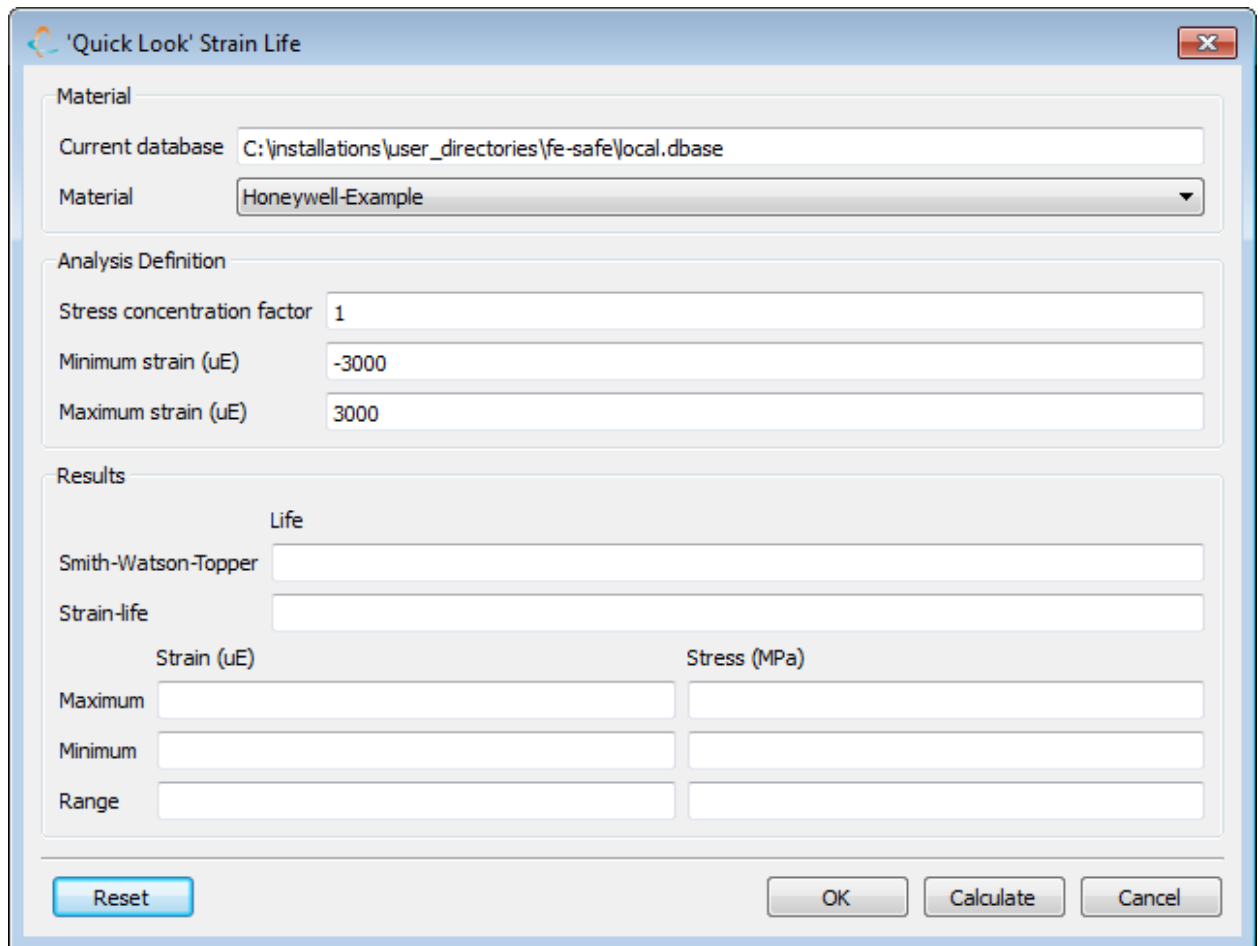 'Quick Look' Strain Life
Material
Current database C:\installations\user_directories\fe-safe\local.dbase
Material Honeywell-Example
Analysis Definition
Stress concentration factor 1
Minimum strain (uE) -3000
Maximum strain (uE) 3000
Results
Life
Smith-Watson-Topper
Strain-life
Strain (uE) Stress (MPa)
Maximum
Minimum
Range
Reset OK Calculate Cancel